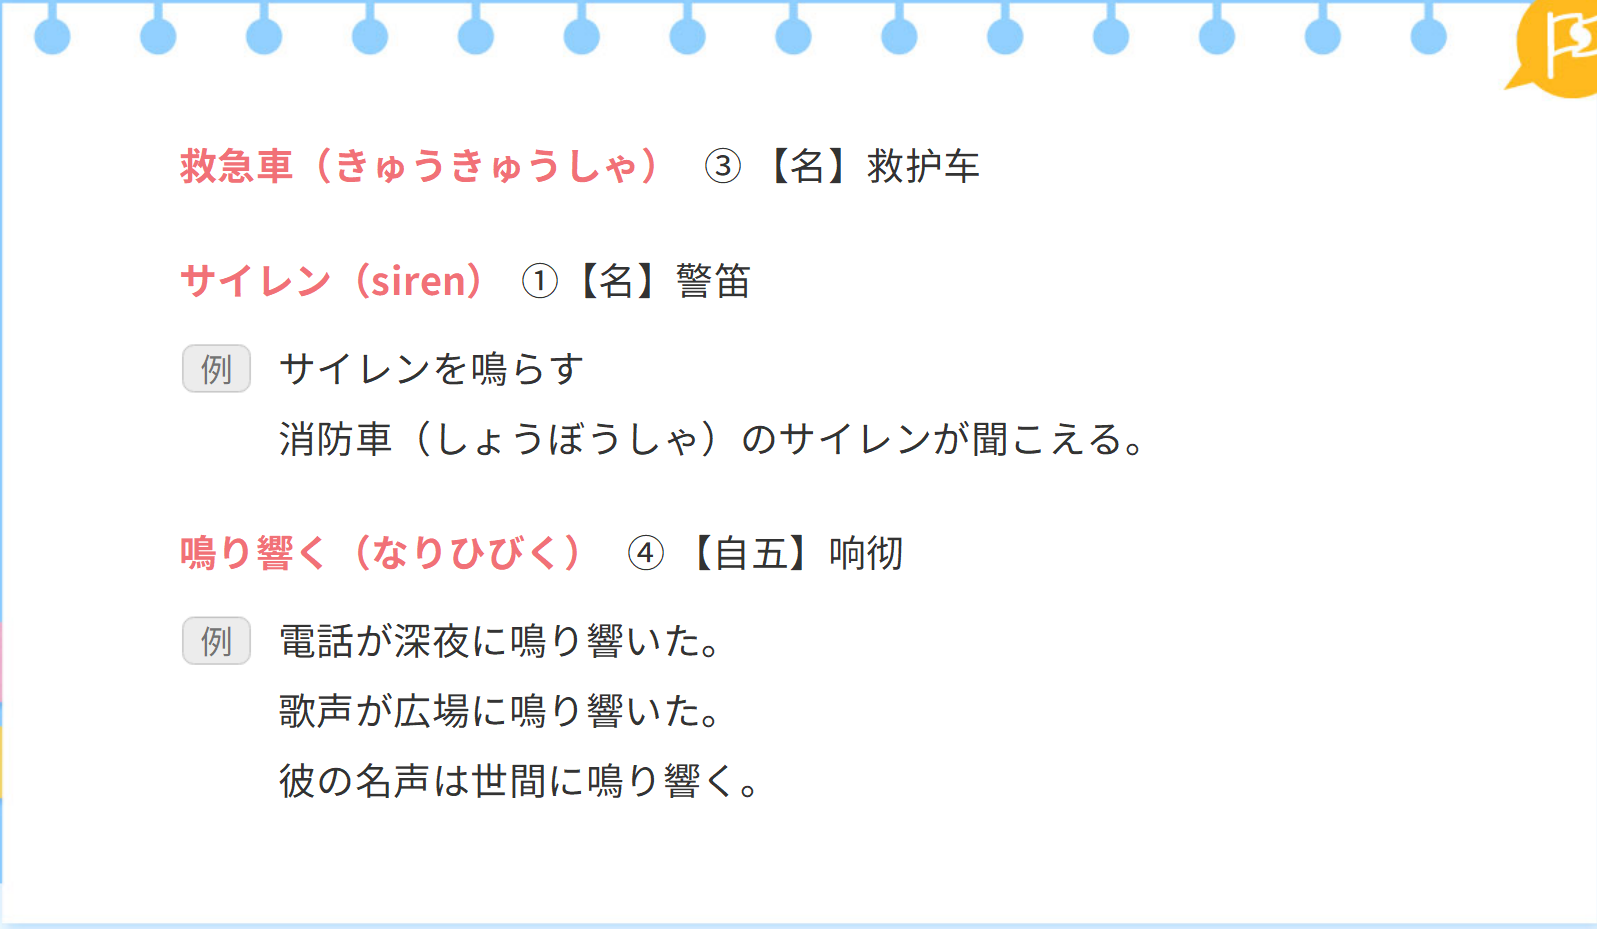 救急車（きゅうきゅうしゃ） ③ 【名】救护车
サイレン（siren） ①【名】警笛
例 サイレンを鳴らす
消防車（しょうぼうしゃ）のサイレンが聞こえる。
鳴り響く（なりひびく） ④ 【自五】响彻
例 電話が深夜に鳴り響いた。
歌声が広場に鳴り響いた。
彼の名声は世間に鳴り響く。